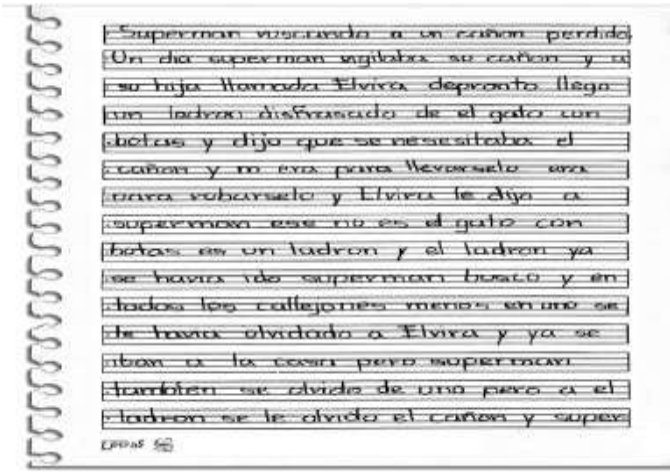 Superman vuscando a un cañon perdido.
Un dia superman vigilaba su cañon y a
su hija llamada Elvira depronto llego
un ladron disfrasado de el gato con
botas y dijo que se nesesitaba el
cañon y no era para llevarselo era
para robarselo y Elvira le dijo a
superman ese no es el gato con
botas es un ladron y el ladron ya
se havia ido superman busco y en
todos los callejones menos en uno se
le havia olvidado a Elvira y ya se
iban a la casa pero superman
tambien se olvido de uno pero a el
ladron se le olvido el cañon y super